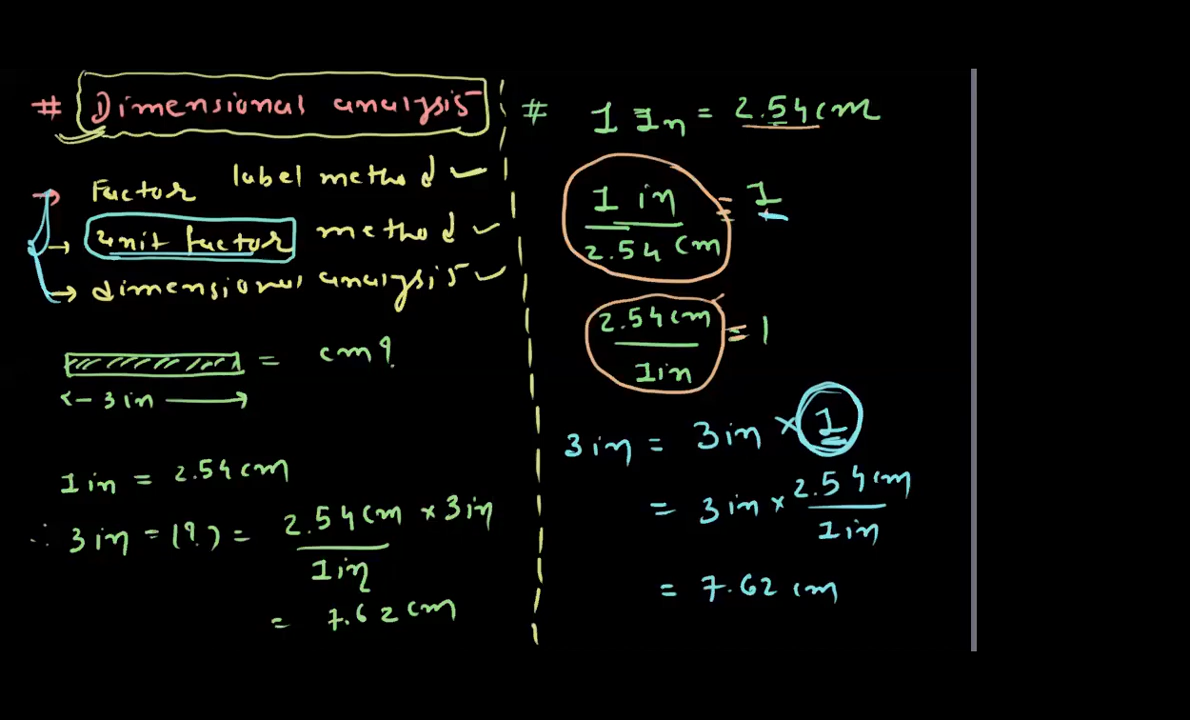 # Dimensional analysis
Factor label method ✓
→ unit factor method ✓
→ dimensional analysis ✓
= cm?
<- 3 in →
1 in = 2.54 cm
∴ 3 in = (?) = 2.54 cm / 1 in × 3 in
= 7.62 cm
# 1 In = 2.54 cm
1 in / 2.54 cm = 1
2.54 cm / 1 in = 1
3 in = 3 in × 1
= 3 in × 2.54 cm / 1 in
= 7.62 cm